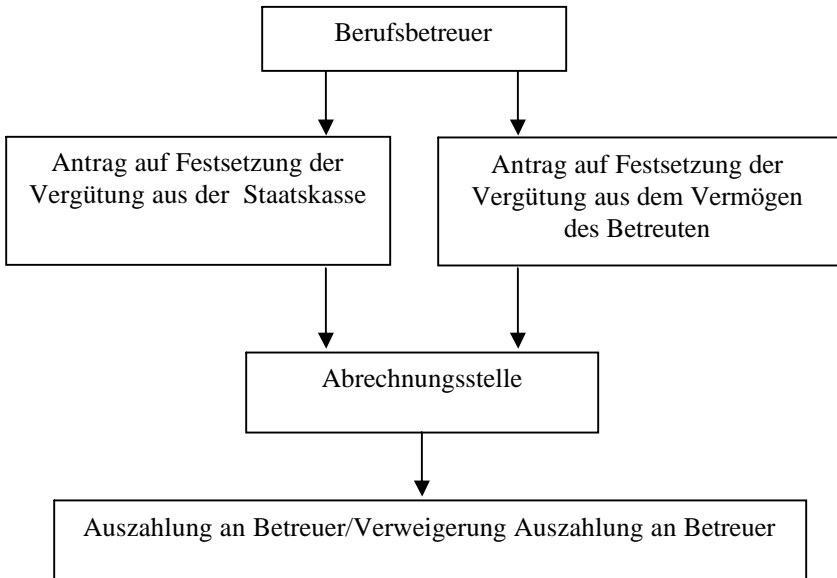 Berufsbetreuer
Antrag auf Festsetzung der
Vergütung aus der Staatskasse
Antrag auf Festsetzung der
Vergütung aus dem Vermögen
des Betreuten
Abrechnungsstelle
Auszahlung an Betreuer/Verweigerung Auszahlung an Betreuer